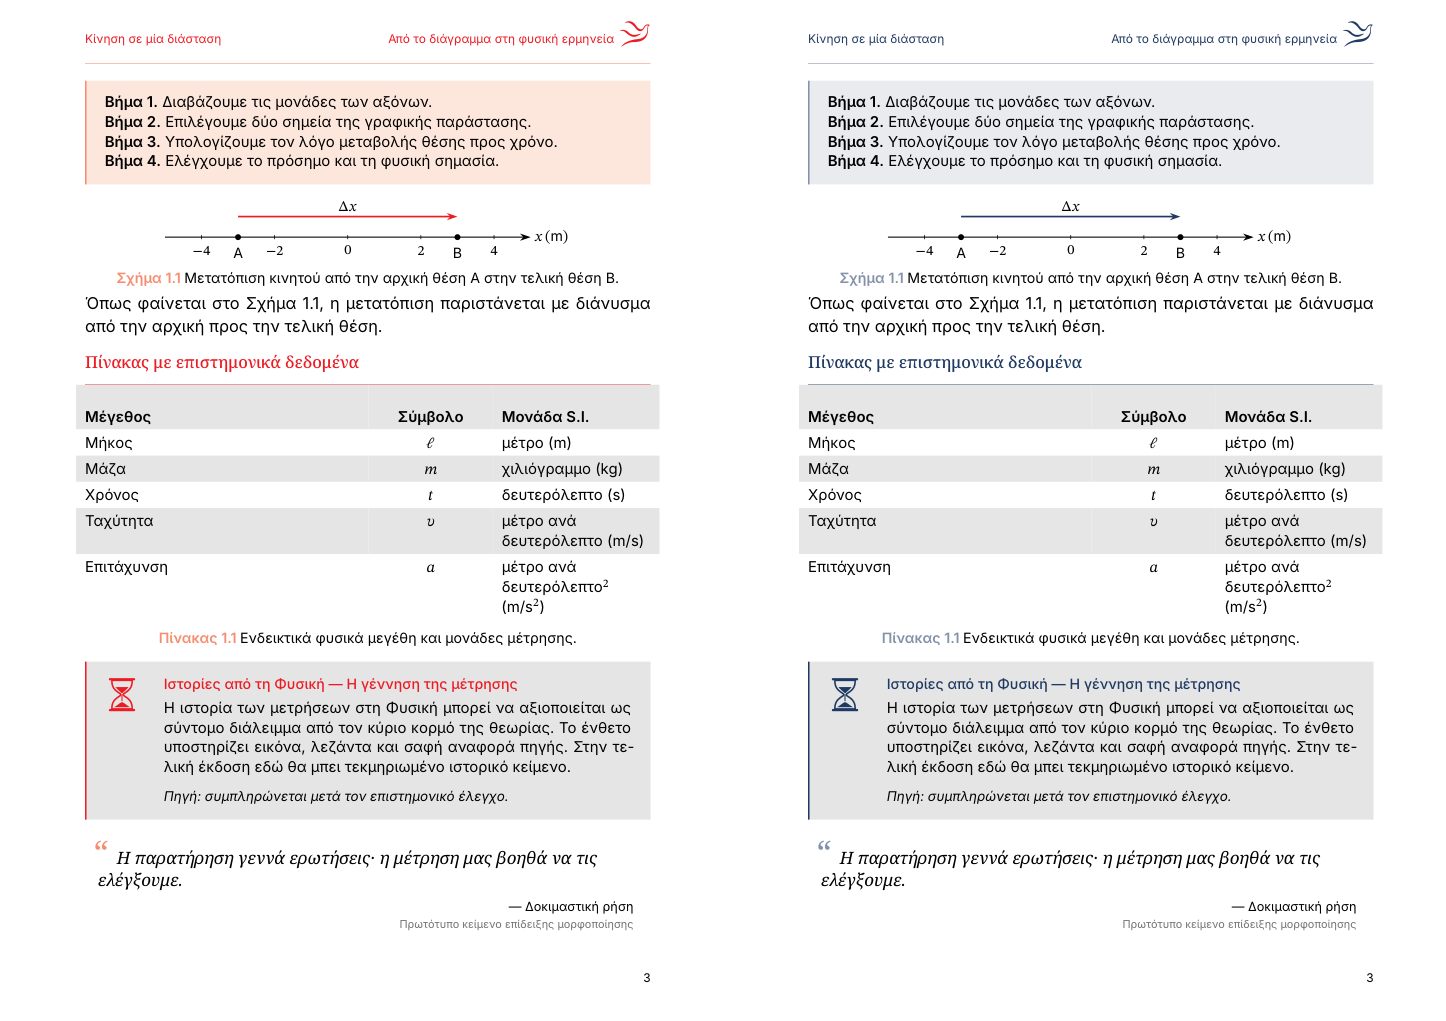 Κίνηση σε μία διάσταση Από το διάγραμμα στη φυσική ερμηνεία
Βήμα 1. Διαβάζουμε τις μονάδες των αξόνων.
Βήμα 2. Επιλέγουμε δύο σημεία της γραφικής παράστασης.
Βήμα 3. Υπολογίζουμε τον λόγο μεταβολής θέσης προς χρόνο.
Βήμα 4. Ελέγχουμε το πρόσημο και τη φυσική σημασία.
Δx
x (m)
−4 A −2 0 2 B 4
Σχήμα 1.1 Μετατόπιση κινητού από την αρχική θέση Α στην τελική θέση Β.
Όπως φαίνεται στο Σχήμα 1.1, η μετατόπιση παριστάνεται με διάνυσμα
από την αρχική προς την τελική θέση.
Πίνακας με επιστημονικά δεδομένα
Μέγεθος Σύμβολο Μονάδα S.I.
Μήκος ℓ μέτρο (m)
Μάζα m χιλιόγραμμο (kg)
Χρόνος t δευτερόλεπτο (s)
Ταχύτητα υ μέτρο ανά
δευτερόλεπτο (m/s)
Επιτάχυνση a μέτρο ανά
δευτερόλεπτο²
(m/s²)
Πίνακας 1.1 Ενδεικτικά φυσικά μεγέθη και μονάδες μέτρησης.
Ιστορίες από τη Φυσική — Η γέννηση της μέτρησης
Η ιστορία των μετρήσεων στη Φυσική μπορεί να αξιοποιείται ως
σύντομο διάλειμμα από τον κύριο κορμό της θεωρίας. Το ένθετο
υποστηρίζει εικόνα, λεζάντα και σαφή αναφορά πηγής. Στην τε-
λική έκδοση εδώ θα μπει τεκμηριωμένο ιστορικό κείμενο.
Πηγή: συμπληρώνεται μετά τον επιστημονικό έλεγχο.
“ Η παρατήρηση γεννά ερωτήσεις· η μέτρηση μας βοηθά να τις
ελέγξουμε.
— Δοκιμαστική ρήση
Πρωτότυπο κείμενο επίδειξης μορφοποίησης
3
Κίνηση σε μία διάσταση Από το διάγραμμα στη φυσική ερμηνεία
Βήμα 1. Διαβάζουμε τις μονάδες των αξόνων.
Βήμα 2. Επιλέγουμε δύο σημεία της γραφικής παράστασης.
Βήμα 3. Υπολογίζουμε τον λόγο μεταβολής θέσης προς χρόνο.
Βήμα 4. Ελέγχουμε το πρόσημο και τη φυσική σημασία.
Δx
x (m)
−4 A −2 0 2 B 4
Σχήμα 1.1 Μετατόπιση κινητού από την αρχική θέση Α στην τελική θέση Β.
Όπως φαίνεται στο Σχήμα 1.1, η μετατόπιση παριστάνεται με διάνυσμα
από την αρχική προς την τελική θέση.
Πίνακας με επιστημονικά δεδομένα
Μέγεθος Σύμβολο Μονάδα S.I.
Μήκος ℓ μέτρο (m)
Μάζα m χιλιόγραμμο (kg)
Χρόνος t δευτερόλεπτο (s)
Ταχύτητα υ μέτρο ανά
δευτερόλεπτο (m/s)
Επιτάχυνση a μέτρο ανά
δευτερόλεπτο²
(m/s²)
Πίνακας 1.1 Ενδεικτικά φυσικά μεγέθη και μονάδες μέτρησης.
Ιστορίες από τη Φυσική — Η γέννηση της μέτρησης
Η ιστορία των μετρήσεων στη Φυσική μπορεί να αξιοποιείται ως
σύντομο διάλειμμα από τον κύριο κορμό της θεωρίας. Το ένθετο
υποστηρίζει εικόνα, λεζάντα και σαφή αναφορά πηγής. Στην τε-
λική έκδοση εδώ θα μπει τεκμηριωμένο ιστορικό κείμενο.
Πηγή: συμπληρώνεται μετά τον επιστημονικό έλεγχο.
“ Η παρατήρηση γεννά ερωτήσεις· η μέτρηση μας βοηθά να τις
ελέγξουμε.
— Δοκιμαστική ρήση
Πρωτότυπο κείμενο επίδειξης μορφοποίησης
3